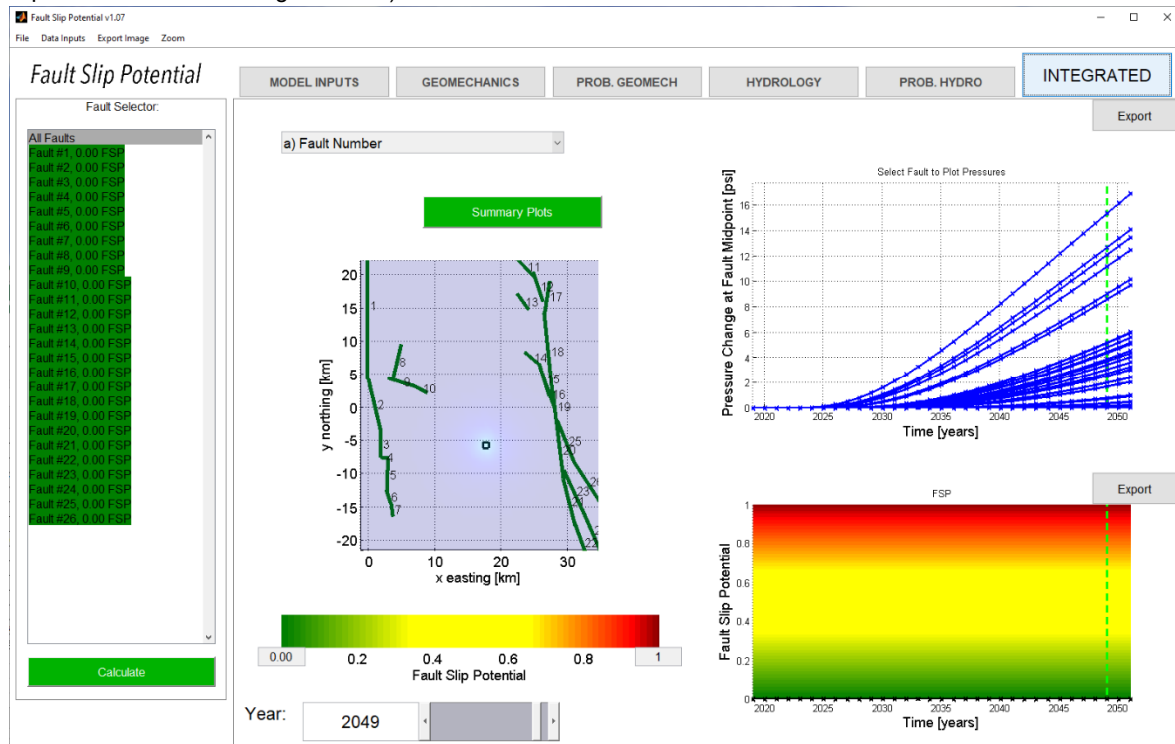 Fault Slip Potential v1.07
File Data Inputs Export Image Zoom
Fault Slip Potential
MODEL INPUTS GEOMECHANICS PROB. GEOMECH HYDROLOGY PROB. HYDRO INTEGRATED
Fault Selector:
All Faults
Fault #1, 0.00 FSP
Fault #2, 0.00 FSP
Fault #3, 0.00 FSP
Fault #4, 0.00 FSP
Fault #5, 0.00 FSP
Fault #6, 0.00 FSP
Fault #7, 0.00 FSP
Fault #8, 0.00 FSP
Fault #9, 0.00 FSP
Fault #10, 0.00 FSP
Fault #11, 0.00 FSP
Fault #12, 0.00 FSP
Fault #13, 0.00 FSP
Fault #14, 0.00 FSP
Fault #15, 0.00 FSP
Fault #16, 0.00 FSP
Fault #17, 0.00 FSP
Fault #18, 0.00 FSP
Fault #19, 0.00 FSP
Fault #20, 0.00 FSP
Fault #21, 0.00 FSP
Fault #22, 0.00 FSP
Fault #23, 0.00 FSP
Fault #24, 0.00 FSP
Fault #25, 0.00 FSP
Fault #26, 0.00 FSP
Calculate
a) Fault Number
Summary Plots
20
15
10
5
0
-5
-10
-15
-20
y northing [km]
0 10 20 30
x easting [km]
1
2
3
4
5
6
7
8
9
10
11
12
13
17
14
18
16
19
25
20
23
21
22
0.00 0.2 0.4 0.6 0.8 1
Fault Slip Potential
Year: 2049
Export
Select Fault to Plot Pressures
Pressure Change at Fault Midpoint [psi]
16
14
12
10
8
6
4
2
0
2020 2025 2030 2035 2040 2045 2050
Time [years]
Export
FSP
Fault Slip Potential
1
0.8
0.6
0.4
0.2
0
2020 2025 2030 2035 2040 2045 2050
Time [years]